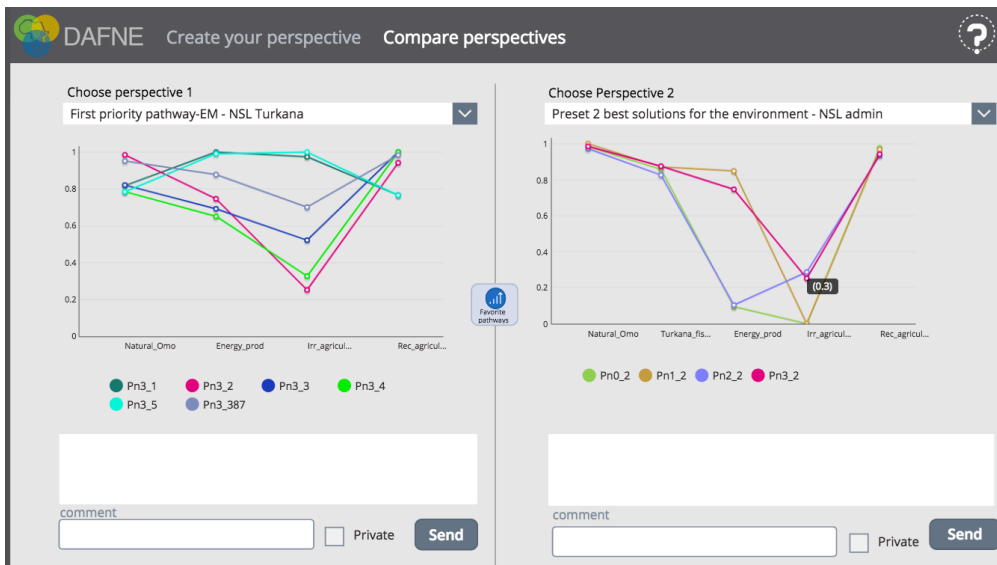 DAFNE Create your perspective Compare perspectives ?
Choose perspective 1
First priority pathway-EM - NSL Turkana
1
0.8
0.6
0.4
0.2
0
Natural_Omo Energy_prod Irr_agricul... Rec_agricul...
Pn3_1 Pn3_2 Pn3_3 Pn3_4
Pn3_5 Pn3_387
comment
Private Send
Favorite
pathways
Choose Perspective 2
Preset 2 best solutions for the environment - NSL admin
1
0.8
0.6
0.4
0.2
0
(0.3)
Natural_Omo Turkana_fis... Energy_prod Irr_agricul... Rec_agricul...
Pn0_2 Pn1_2 Pn2_2 Pn3_2
comment
Private Send